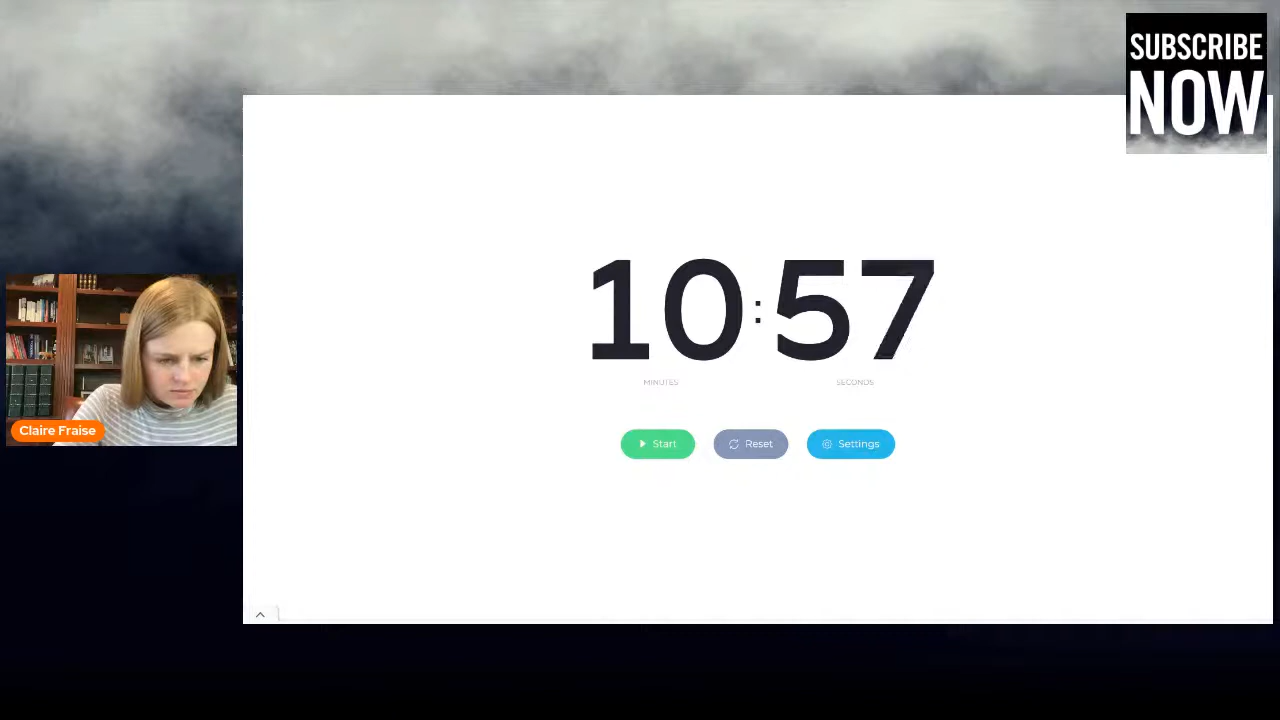 SUBSCRIBE
NOW
10:57
MINUTES SECONDS
Start Reset Settings
Claire Fraise